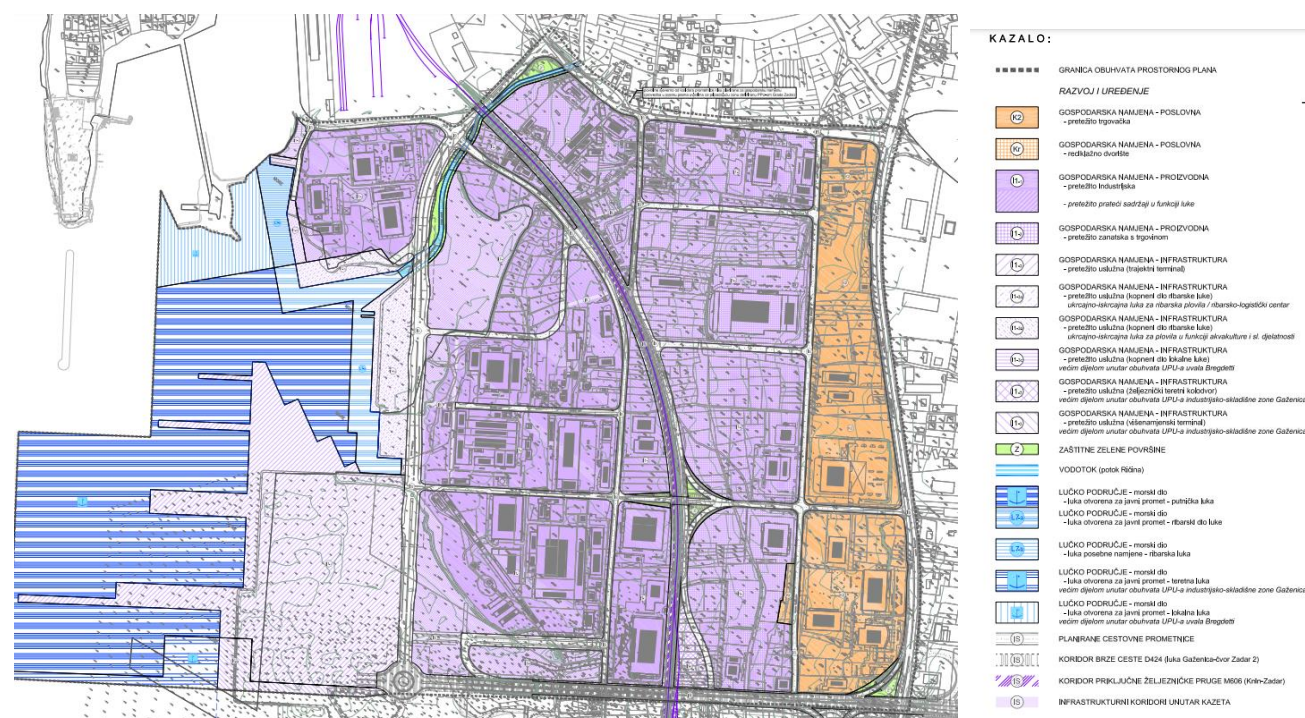 KAZALO:
GRANICA OBUHVATA PROSTORNOG PLANA
RAZVOJ I UREĐENJE
K2
GOSPODARSKA NAMJENA - POSLOVNA
- pretežito trgovačka
Kr
GOSPODARSKA NAMJENA - POSLOVNA
- reciklažno dvorište
GOSPODARSKA NAMJENA - PROIZVODNA
- pretežito industrijska
- pretežito prateći sadržaji u funkciji luke
GOSPODARSKA NAMJENA - PROIZVODNA
- pretežito zanatska s trgovinom
GOSPODARSKA NAMJENA - INFRASTRUKTURA
- pretežito uslužna (trajektni terminal)
GOSPODARSKA NAMJENA - INFRASTRUKTURA
- pretežito uslužna (kopneni dio ribarske luke)
ukrcajno-iskrcajna luka za ribarska plovila / ribarsko-logistički centar
GOSPODARSKA NAMJENA - INFRASTRUKTURA
- pretežito uslužna (kopneni dio ribarske luke)
ukrcajno-iskrcajna luka za plovila u funkciji akvakulture i sl. djelatnosti
GOSPODARSKA NAMJENA - INFRASTRUKTURA
- pretežito uslužna (kopneni dio lokalne luke)
većim dijelom unutar obuhvata UPU-a uvala Bregdetti
GOSPODARSKA NAMJENA - INFRASTRUKTURA
- pretežito uslužna (željeznički teretni kolodvor)
većim dijelom unutar obuhvata UPU-a industrijsko-skladišne zone Gaženica
GOSPODARSKA NAMJENA - INFRASTRUKTURA
- pretežito uslužna (višenamjenski terminal)
većim dijelom unutar obuhvata UPU-a industrijsko-skladišne zone Gaženica
Z
ZAŠTITNE ZELENE POVRŠINE
VODOTOK (potok Ričina)
LUČKO PODRUČJE - morski dio
- luka otvorena za javni promet - putnička luka
LUČKO PODRUČJE - morski dio
- luka otvorena za javni promet - ribarski dio luke
LUČKO PODRUČJE - morski dio
- luka posebne namjene - ribarska luka
LUČKO PODRUČJE - morski dio
- luka otvorena za javni promet - teretna luka
većim dijelom unutar obuhvata UPU-a industrijsko-skladišne zone Gaženica
LUČKO PODRUČJE - morski dio
- luka otvorena za javni promet - lokalna luka
većim dijelom unutar obuhvata UPU-a uvala Bregdetti
IS
PLANIRANE CESTOVNE PROMETNICE
IS
KORIDOR BRZE CESTE D424 (luka Gaženica-čvor Zadar 2)
IS
KORIDOR PRIKLJUČNE ŽELJEZNIČKE PRUGE M606 (Knin-Zadar)
IS
INFRASTRUKTURNI KORIDORI UNUTAR KAZETA